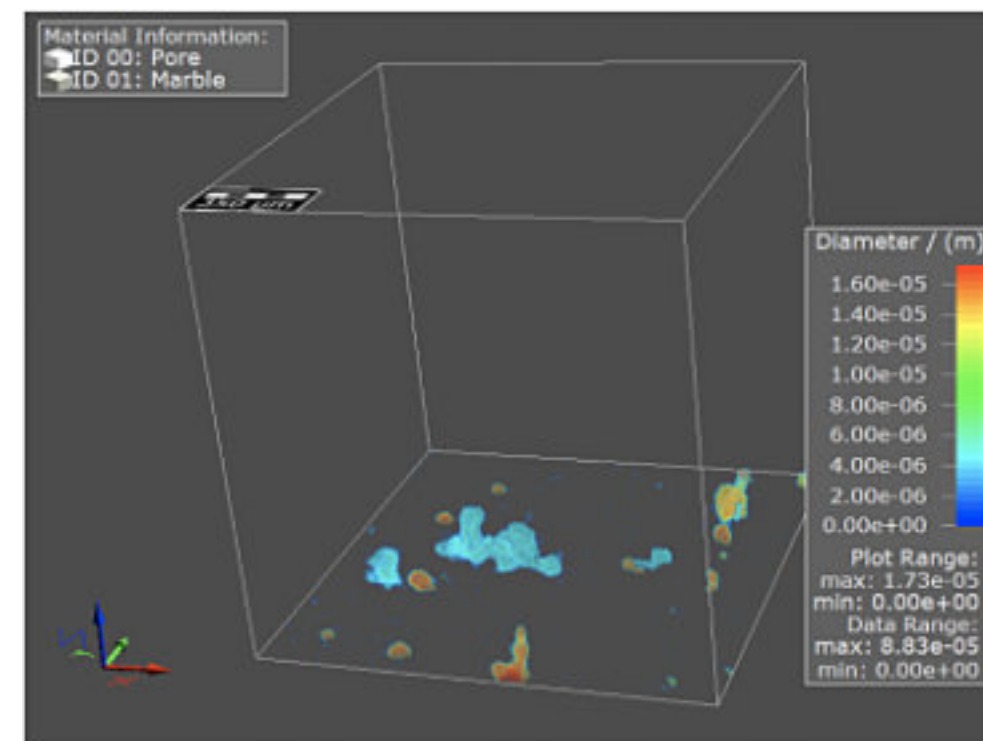 Material Information:
ID 00: Pore
ID 01: Marble
350 µm
Diameter / (m)
1.60e-05
1.40e-05
1.20e-05
1.00e-05
8.00e-06
6.00e-06
4.00e-06
2.00e-06
0.00e+00
Plot Range:
max: 1.73e-05
min: 0.00e+00
Data Range:
max: 8.83e-05
min: 0.00e+00